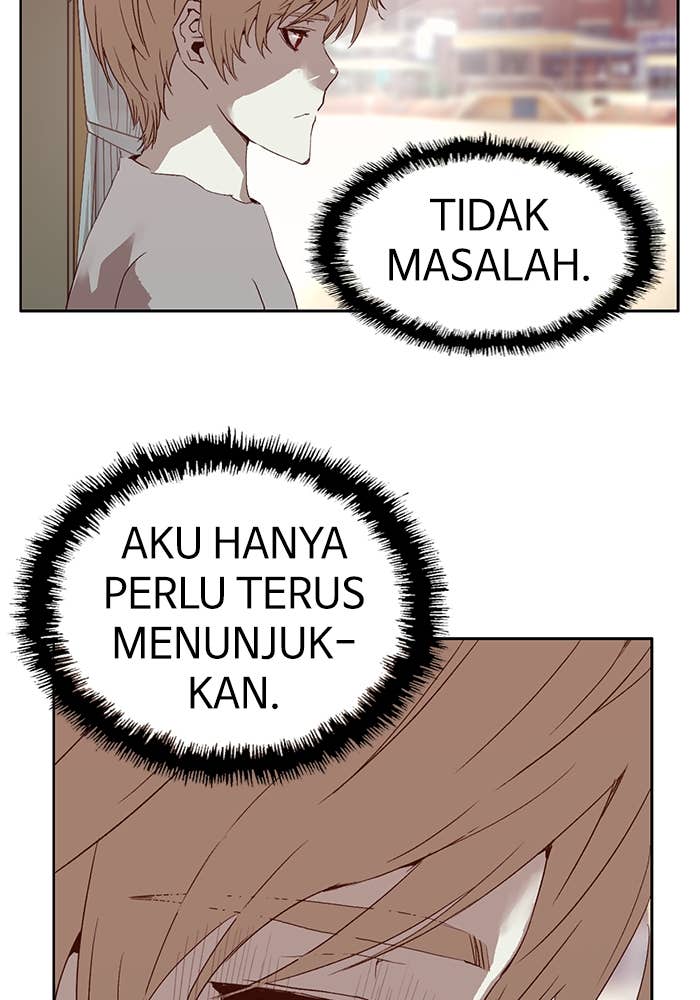 TIDAK
MASALAH.
AKU HANYA
PERLU TERUS
MENUNJUK-
KAN.